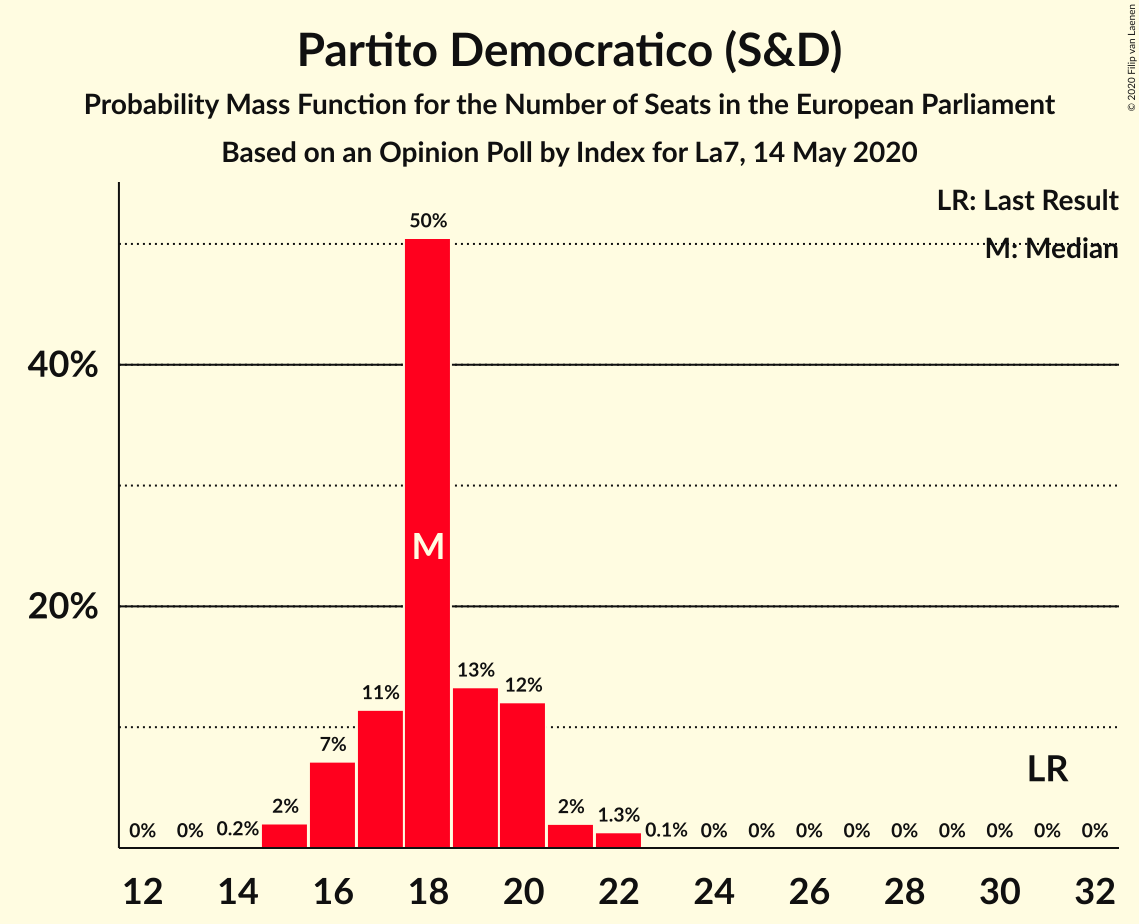 Partito Democratico (S&D)
Probability Mass Function for the Number of Seats in the European Parliament
Based on an Opinion Poll by Index for La7, 14 May 2020
© 2020 Filip van Laenen
LR: Last Result
M: Median
50%
40%
M
20%
13%
12%
11%
7%
LR
2%
2%
1.3%
0% 0% 0.2% 0.1% 0% 0% 0% 0% 0% 0% 0% 0% 0%
12 14 16 18 20 22 24 26 28 30 32